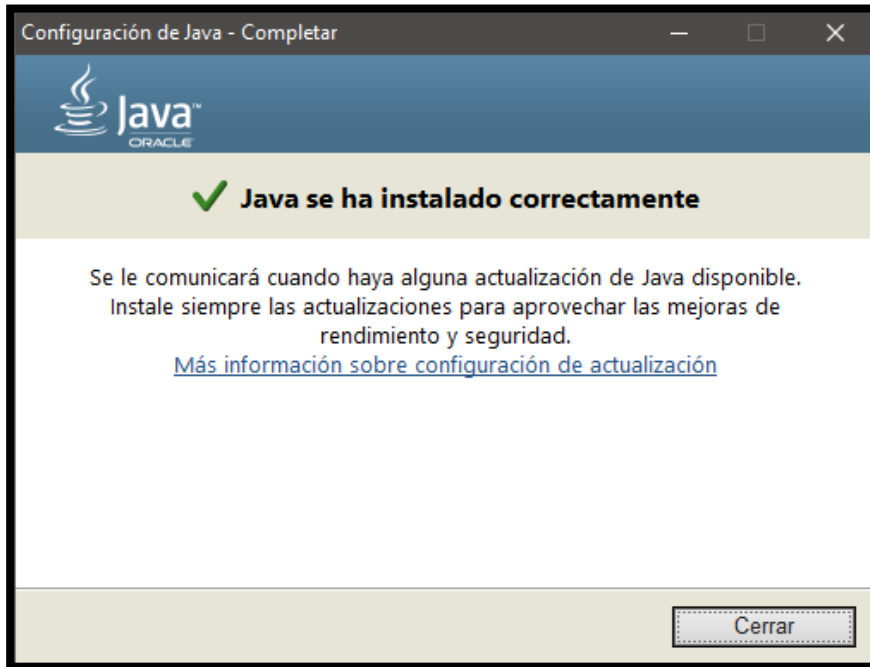 Configuración de Java - Completar
Java™
ORACLE
Java se ha instalado correctamente
Se le comunicará cuando haya alguna actualización de Java disponible.
Instale siempre las actualizaciones para aprovechar las mejoras de
rendimiento y seguridad.
Más información sobre configuración de actualización
Cerrar